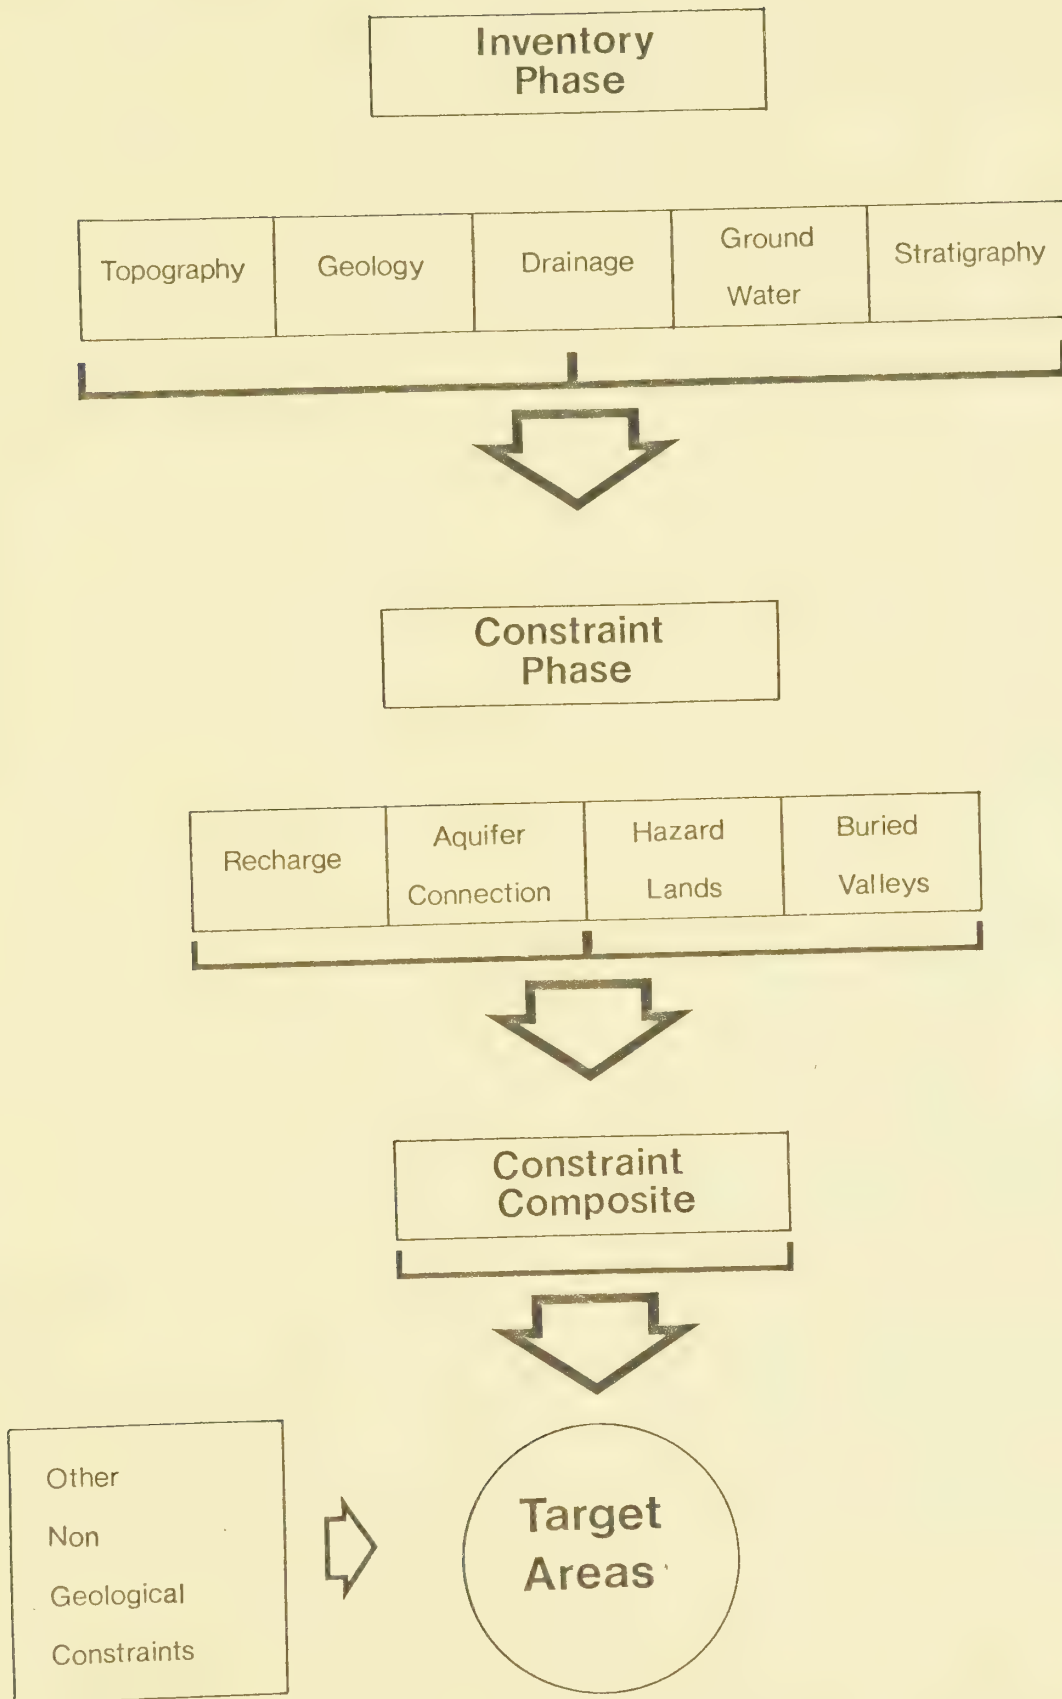 Inventory
Phase
Topography
Geology
Drainage
Ground
Water
Stratigraphy
Constraint
Phase
Recharge
Aquifer
Connection
Hazard
Lands
Buried
Valleys
Constraint
Composite
Other
Non
Geological
Constraints
Target
Areas